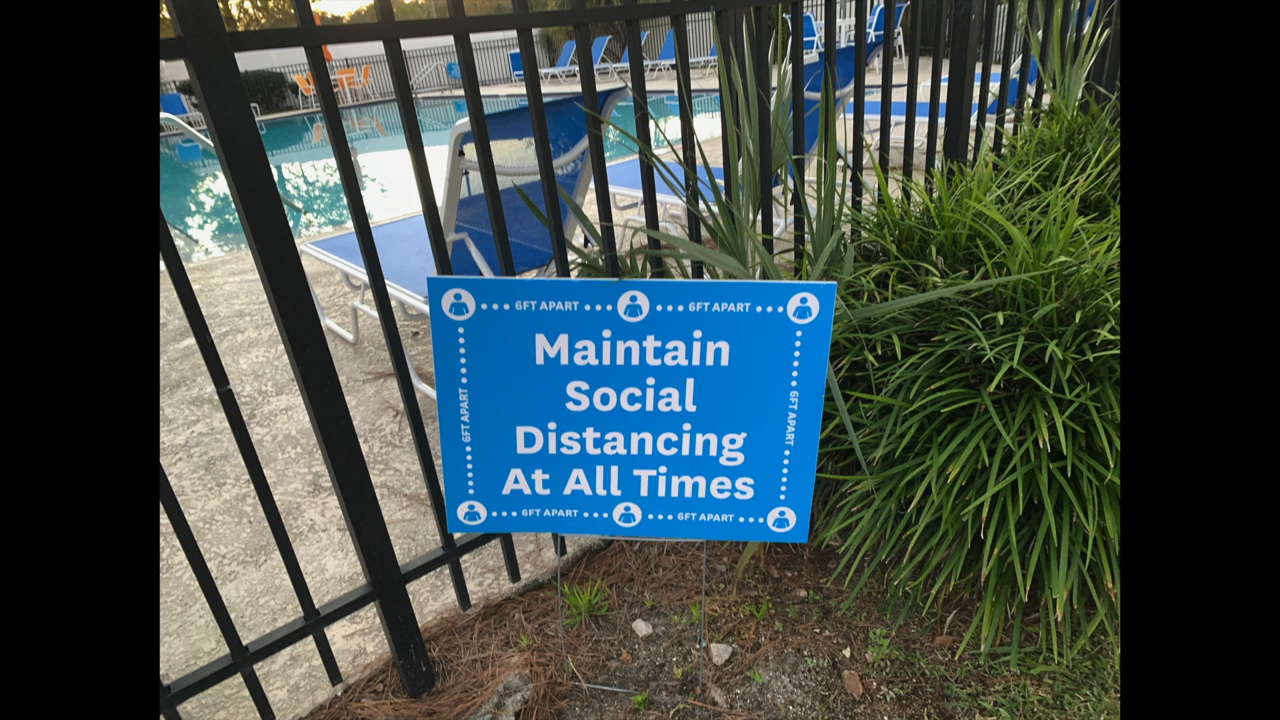 6FT APART 6FT APART
Maintain
Social
Distancing
At All Times
6FT APART
6FT APART
6FT APART 6FT APART